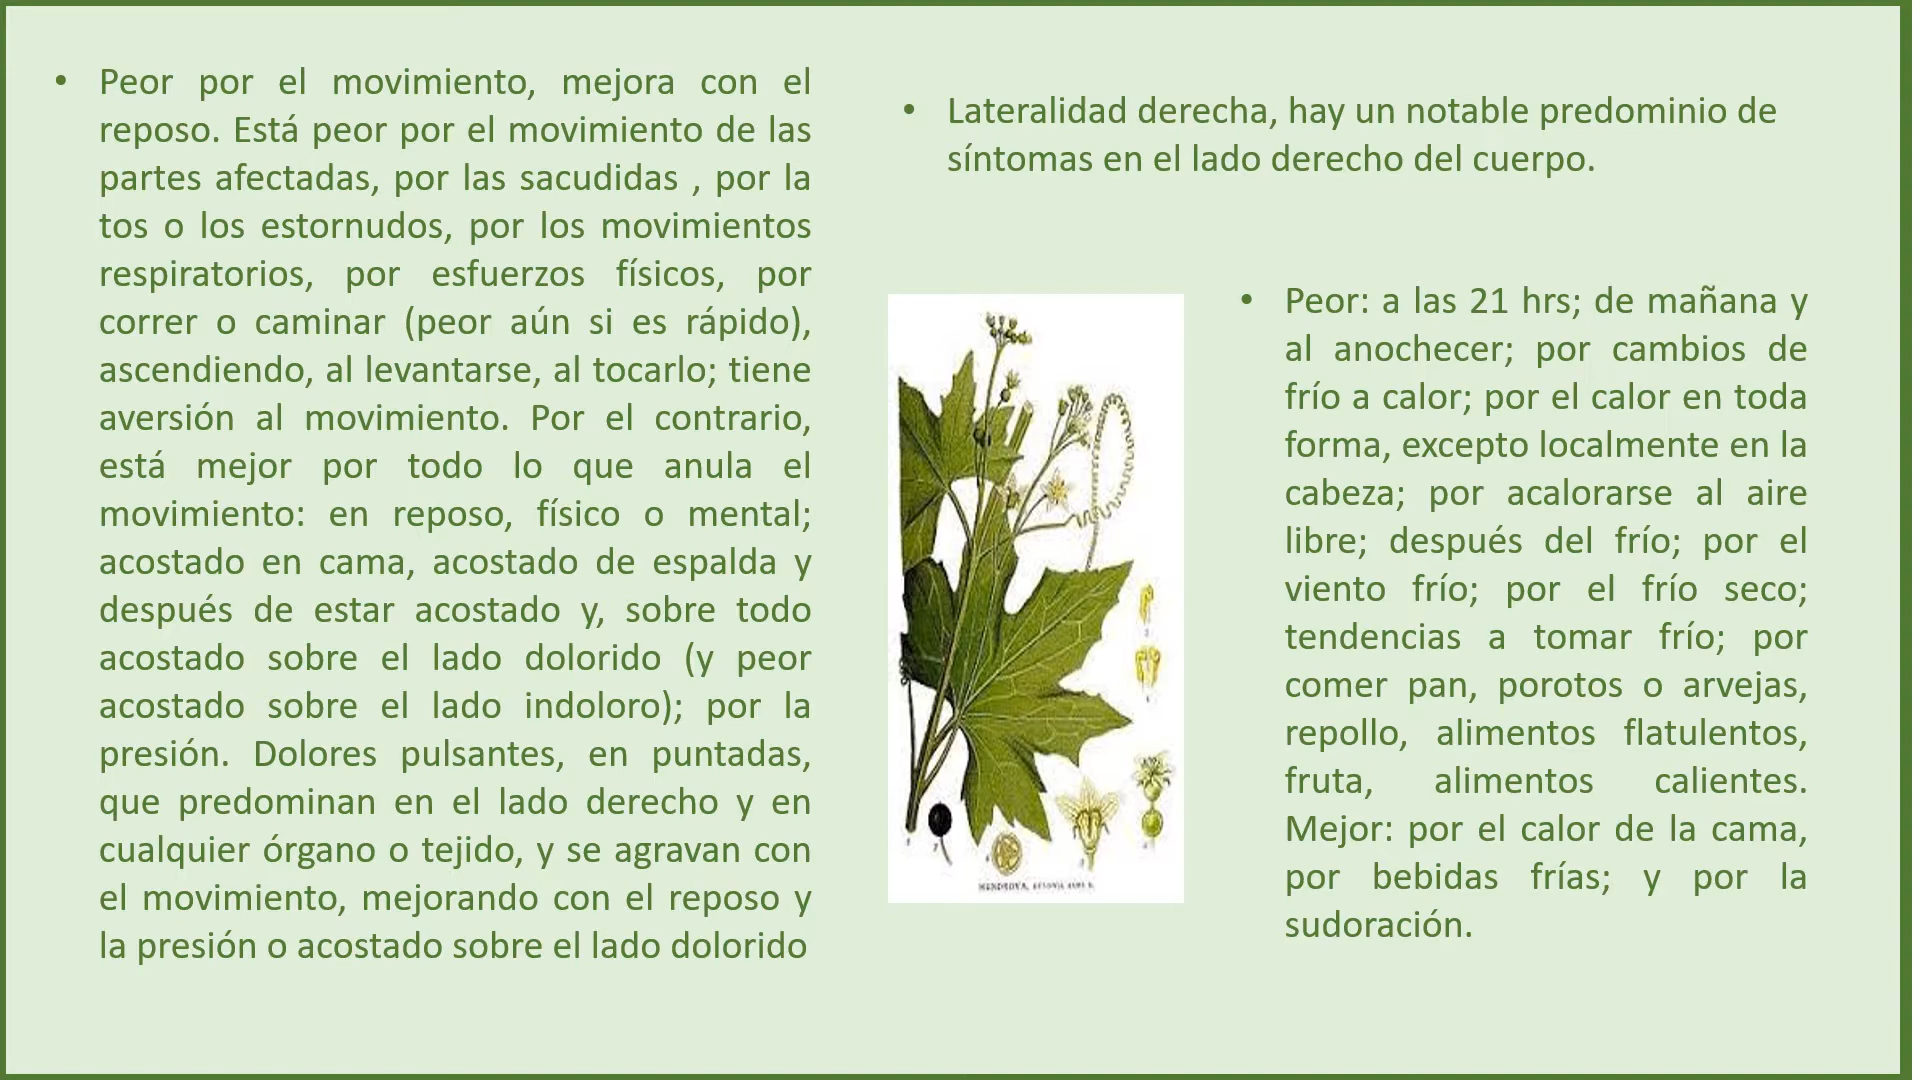 • Peor por el movimiento, mejora con el
reposo. Está peor por el movimiento de las
partes afectadas, por las sacudidas , por la
tos o los estornudos, por los movimientos
respiratorios, por esfuerzos físicos, por
correr o caminar (peor aún si es rápido),
ascendiendo, al levantarse, al tocarlo; tiene
aversión al movimiento. Por el contrario,
está mejor por todo lo que anula el
movimiento: en reposo, físico o mental;
acostado en cama, acostado de espalda y
después de estar acostado y, sobre todo
acostado sobre el lado dolorido (y peor
acostado sobre el lado indoloro); por la
presión. Dolores pulsantes, en puntadas,
que predominan en el lado derecho y en
cualquier órgano o tejido, y se agravan con
el movimiento, mejorando con el reposo y
la presión o acostado sobre el lado dolorido
• Lateralidad derecha, hay un notable predominio de
síntomas en el lado derecho del cuerpo.
• Peor: a las 21 hrs; de mañana y
al anochecer; por cambios de
frío a calor; por el calor en toda
forma, excepto localmente en la
cabeza; por acalorarse al aire
libre; después del frío; por el
viento frío; por el frío seco;
tendencias a tomar frío; por
comer pan, porotos o arvejas,
repollo, alimentos flatulentos,
fruta, alimentos calientes.
Mejor: por el calor de la cama,
por bebidas frías; y por la
sudoración.